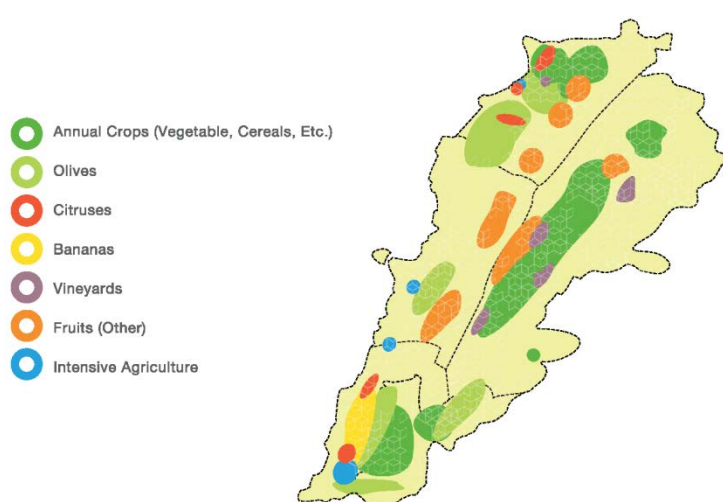 Annual Crops (Vegetable, Cereals, Etc.)
Olives
Citruses
Bananas
Vineyards
Fruits (Other)
Intensive Agriculture